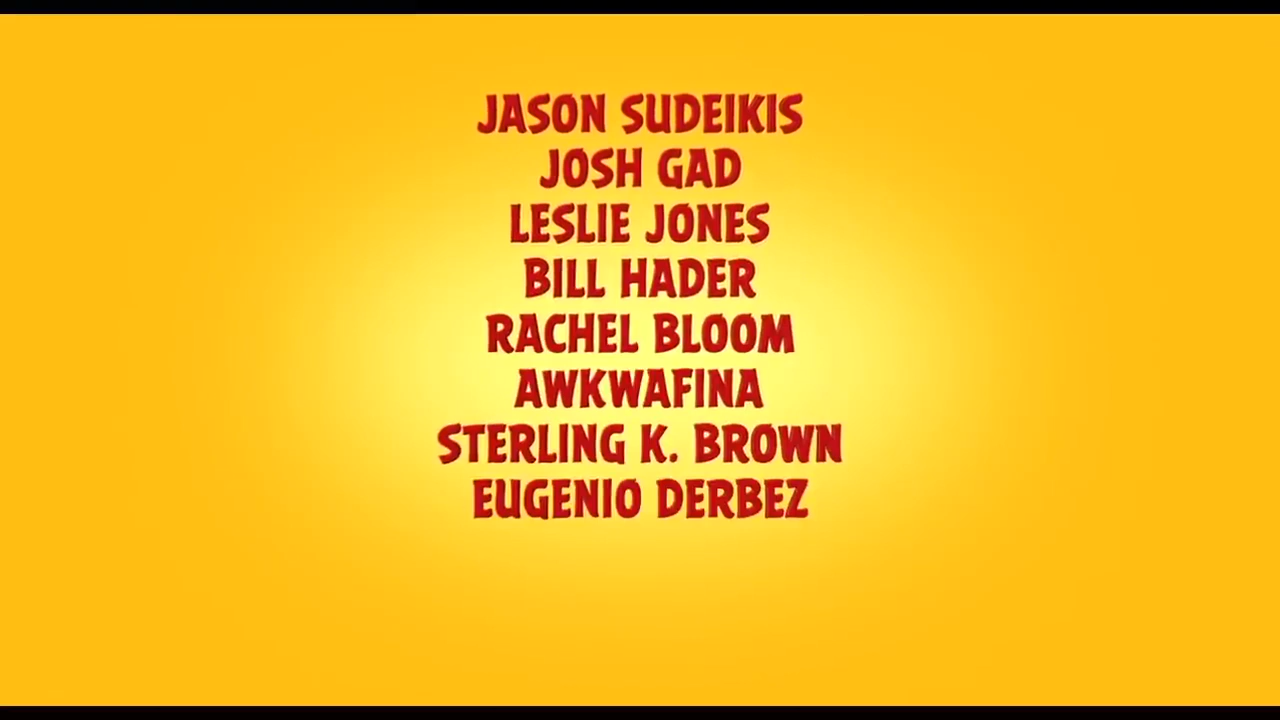 JASON SUDEIKIS
JOSH GAD
LESLIE JONES
BILL HADER
RACHEL BLOOM
AWKWAFINA
STERLING K. BROWN
EUGENIO DERBEZ